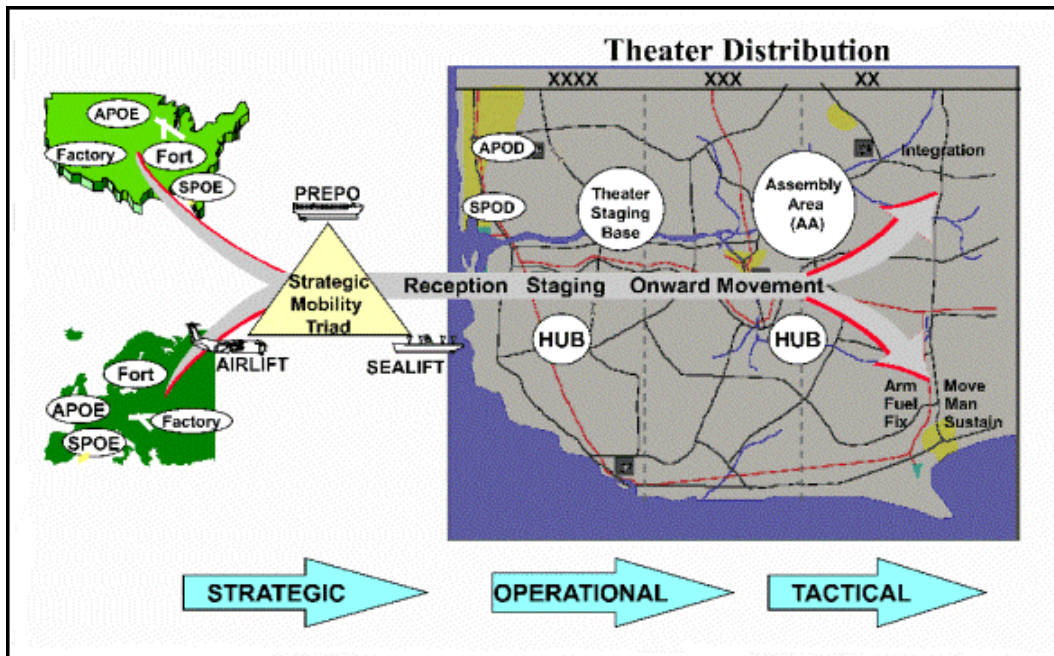 Theater Distribution
XXXX
XXX
XX
APOE
Factory
Fort
SPOE
PREPO
Strategic
Mobility
Triad
AIRLIFT
SEALIFT
Fort
APOE
Factory
SPOE
APOD
SPOD
Theater
Staging
Base
Assembly
Area
(AA)
Integration
Reception
Staging
Onward Movement
HUB
HUB
Arm
Fuel
Fix
Move
Man
Sustain
STRATEGIC
OPERATIONAL
TACTICAL